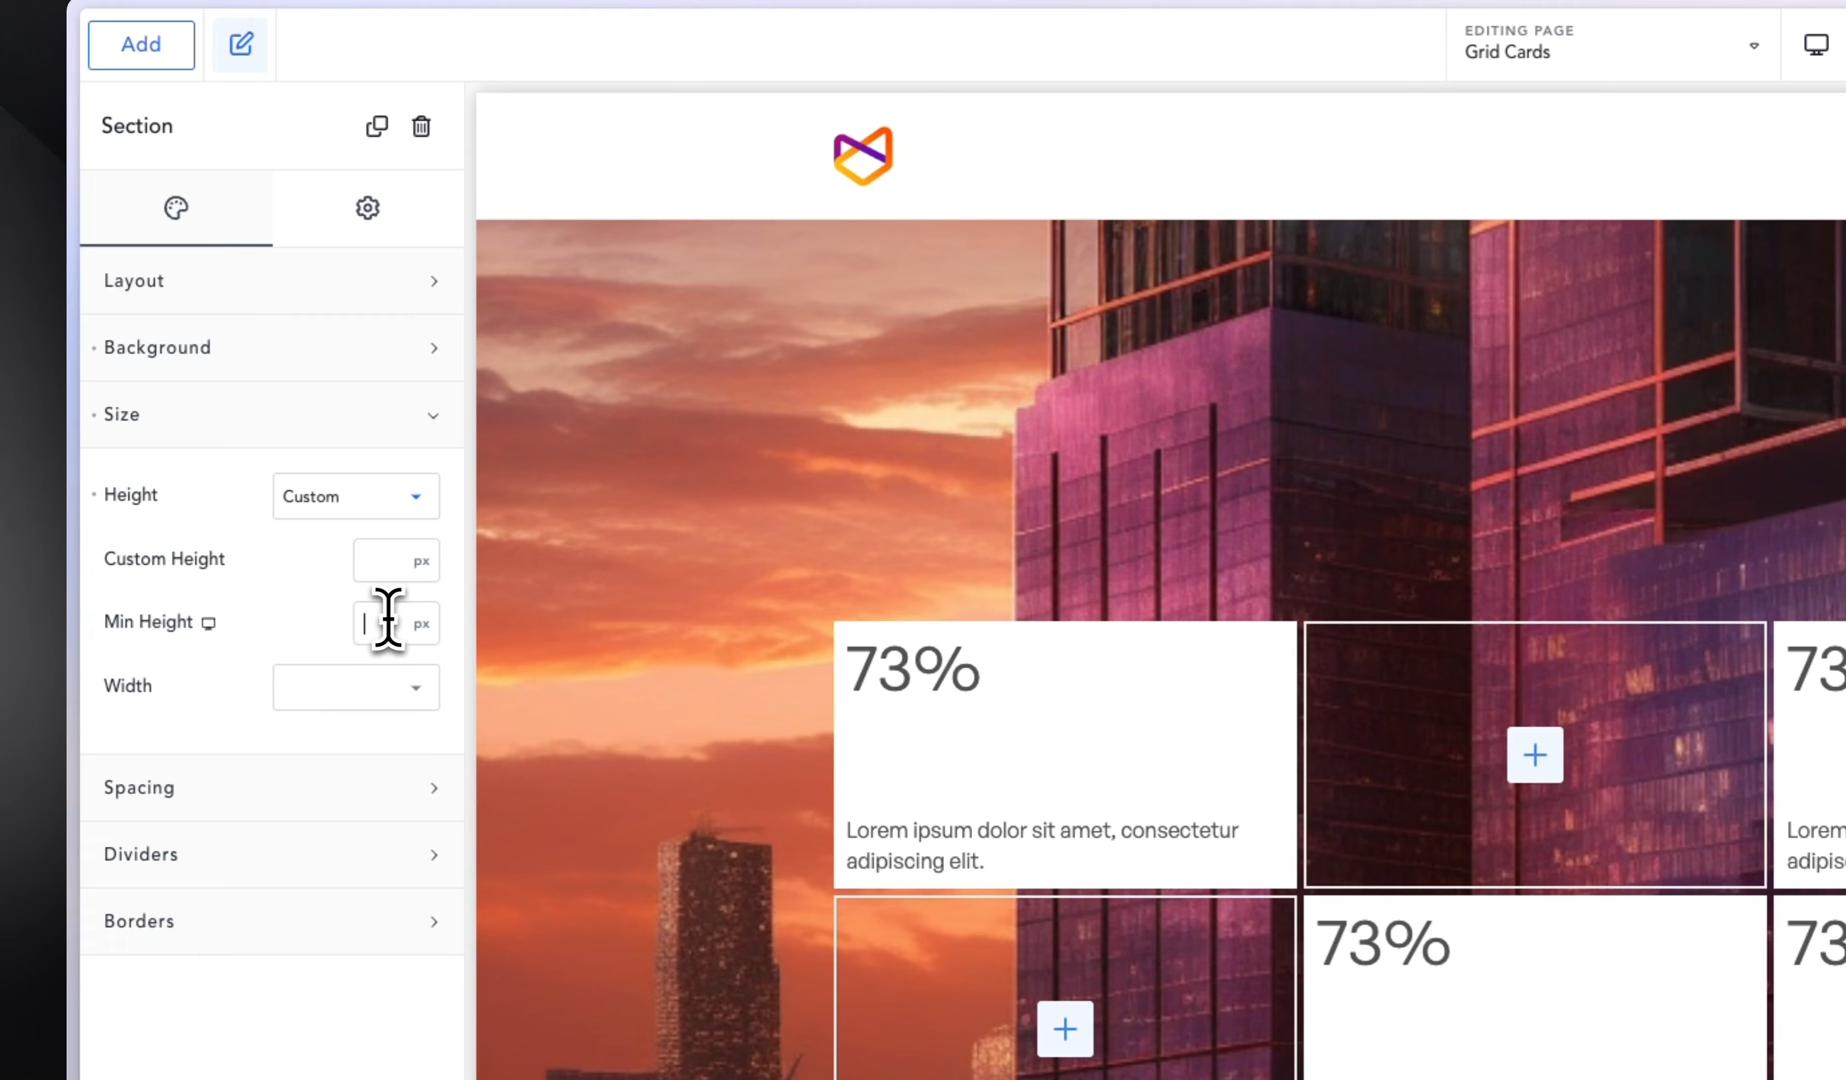 Add
EDITING PAGE
Grid Cards
Section
Layout
Background
Size
Height
Custom
Custom Height
px
Min Height
px
Width
Spacing
Dividers
Borders
73%
73
Lorem ipsum dolor sit amet, consectetur
adipiscing elit.
Lorem
adipis
73%
73